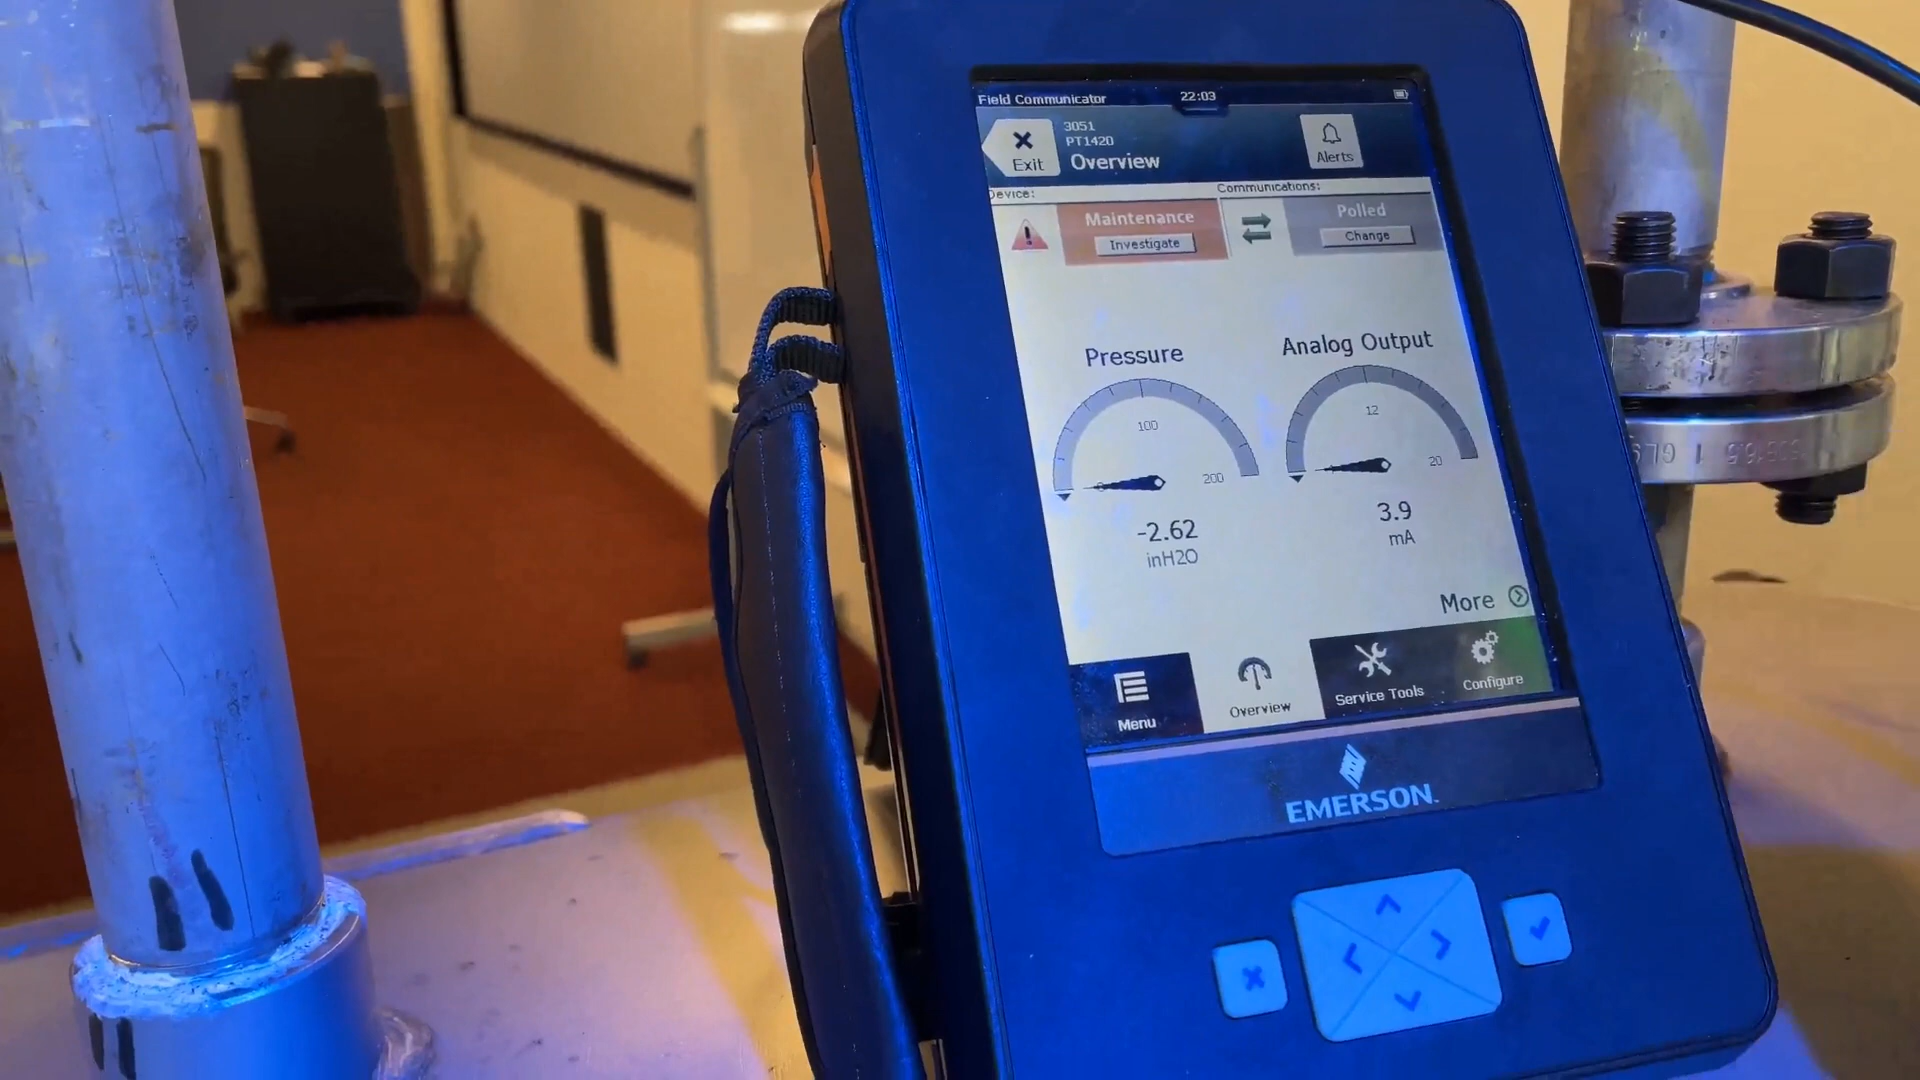 Field Communicator 22:03
3051
PT1420
Exit Overview Alerts
Device: Communications:
Maintenance Polled
Investigate Change
Pressure Analog Output
100 12
0 200 20
-2.62 3.9
inH2O mA
More
Menu Overview Service Tools Configure
EMERSON